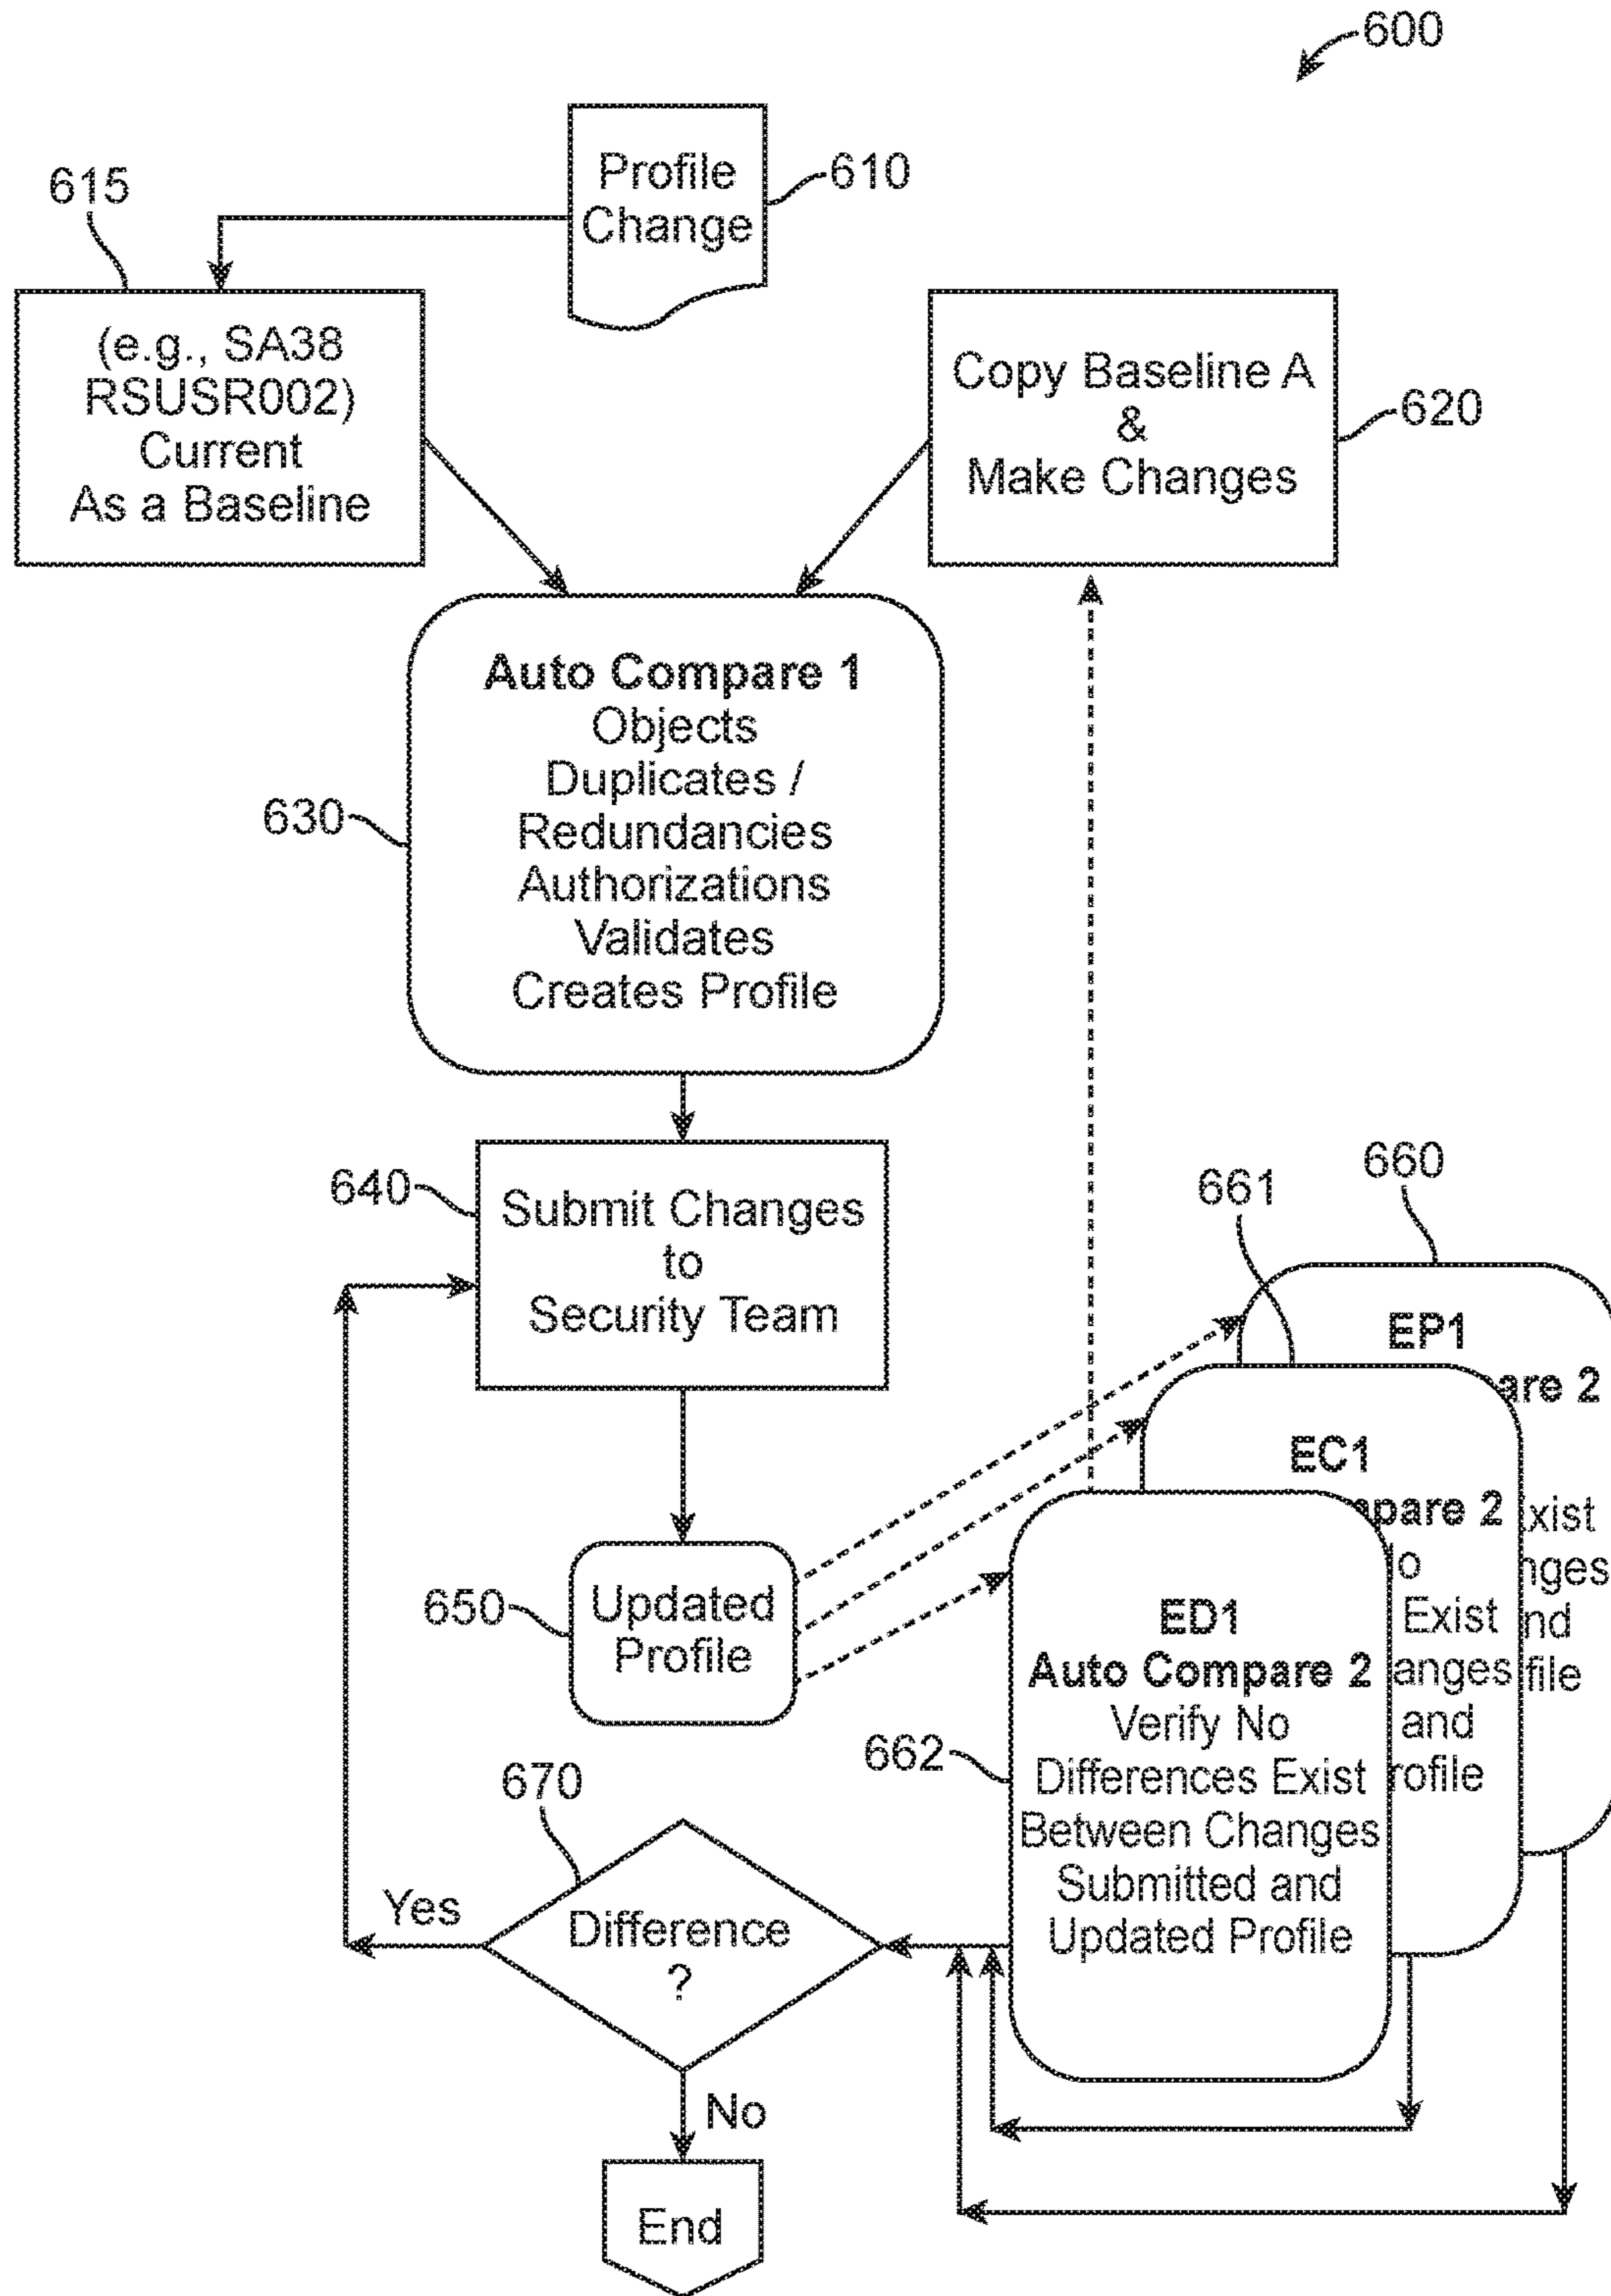 600
Profile
Change
610
615
(e.g., SA38
RSUSR002)
Current
As a Baseline
Copy Baseline A
&
Make Changes
620
Auto Compare 1
Objects
Duplicates /
Redundancies
Authorizations
Validates
Creates Profile
630
640
Submit Changes
to
Security Team
650
Updated
Profile
660
EP1
are 2
xist
nges
nd
file
661
EC1
pare 2
o
Exist
anges
and
rofile
662
ED1
Auto Compare 2
Verify No
Differences Exist
Between Changes
Submitted and
Updated Profile
670
Difference
?
Yes
No
End